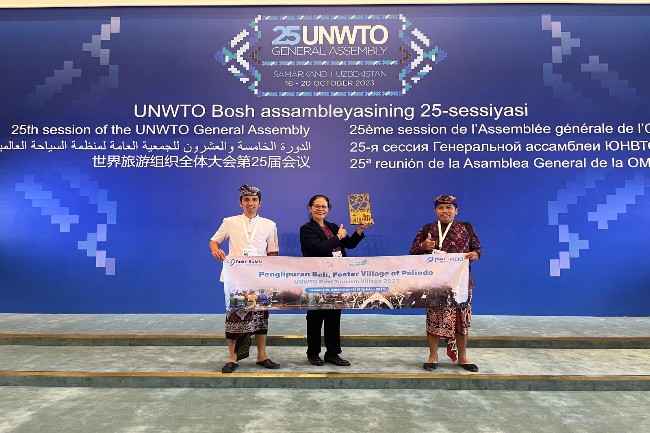 25 UNWTO
GENERAL ASSEMBLY
SAMARKAND | UZBEKISTAN
16 - 20 OCTOBER 2023
UNWTO Bosh assambleyasining 25-sessiyasi
25th session of the UNWTO General Assembly
25ème session de l'Assemblée générale de l'O
الدورة الخامسة والعشرون للجمعية العامة لمنظمة السياحة العالمي
25-я сессия Генеральной ассамблеи ЮНВТО
世界旅游组织全体大会第25届会议
25ª reunión de la Asamblea General de la OM
PELINDO
Penglipuran Bali, Foster Village of Pelindo
UNWTO Best Tourism Village 2023